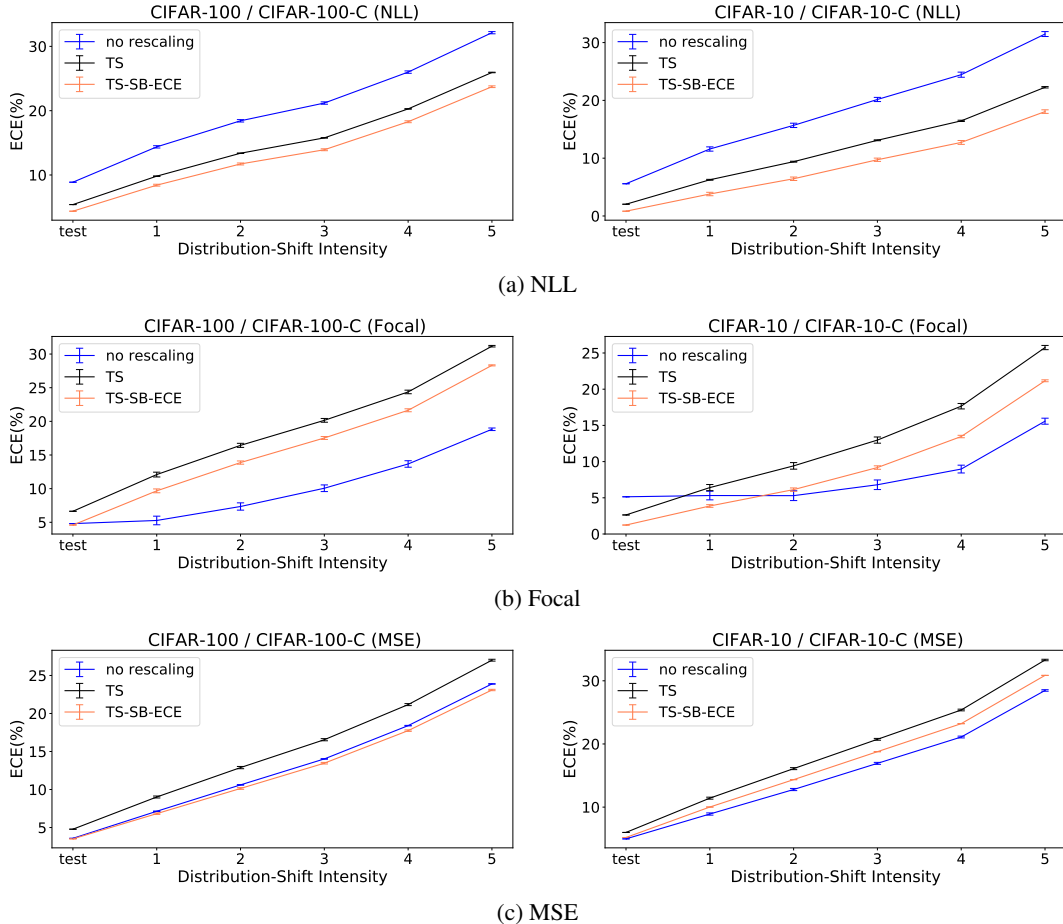 CIFAR-100 / CIFAR-100-C (NLL)
ECE(%)
30
20
10
no rescaling
TS
TS-SB-ECE
test 1 2 3 4 5
Distribution-Shift Intensity
CIFAR-10 / CIFAR-10-C (NLL)
ECE(%)
30
20
10
0
no rescaling
TS
TS-SB-ECE
test 1 2 3 4 5
Distribution-Shift Intensity
(a) NLL
CIFAR-100 / CIFAR-100-C (Focal)
ECE(%)
30
25
20
15
10
5
no rescaling
TS
TS-SB-ECE
test 1 2 3 4 5
Distribution-Shift Intensity
CIFAR-10 / CIFAR-10-C (Focal)
ECE(%)
25
20
15
10
5
0
no rescaling
TS
TS-SB-ECE
test 1 2 3 4 5
Distribution-Shift Intensity
(b) Focal
CIFAR-100 / CIFAR-100-C (MSE)
ECE(%)
25
20
15
10
5
no rescaling
TS
TS-SB-ECE
test 1 2 3 4 5
Distribution-Shift Intensity
CIFAR-10 / CIFAR-10-C (MSE)
ECE(%)
30
20
10
no rescaling
TS
TS-SB-ECE
test 1 2 3 4 5
Distribution-Shift Intensity
(c) MSE